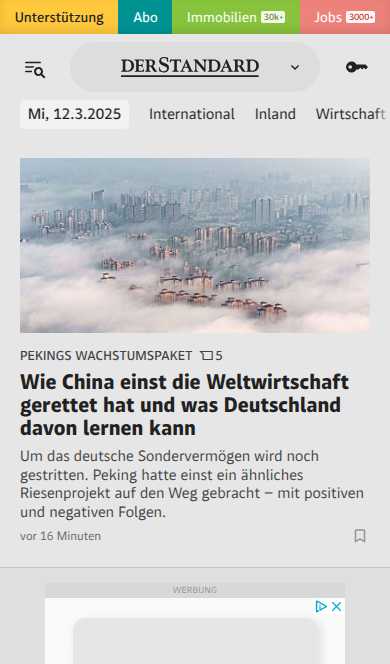 Unterstützung Abo Immobilien 30k+ Jobs 3000+
DERSTANDARD
Mi, 12.3.2025 International Inland Wirtschaft
PEKINGS WACHSTUMSPAKET 5
Wie China einst die Weltwirtschaft
gerettet hat und was Deutschland
davon lernen kann
Um das deutsche Sondervermögen wird noch
gestritten. Peking hatte einst ein ähnliches
Riesenprojekt auf den Weg gebracht – mit positiven
und negativen Folgen.
vor 16 Minuten
WERBUNG